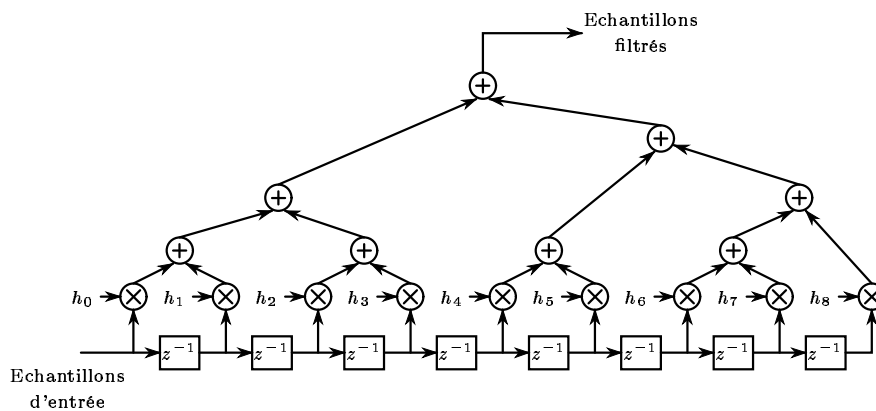 Echantillons
filtrés
h₀ h₁ h₂ h₃ h₄ h₅ h₆ h₇ h₈
z⁻¹ z⁻¹ z⁻¹ z⁻¹ z⁻¹ z⁻¹ z⁻¹ z⁻¹
Echantillons
d'entrée